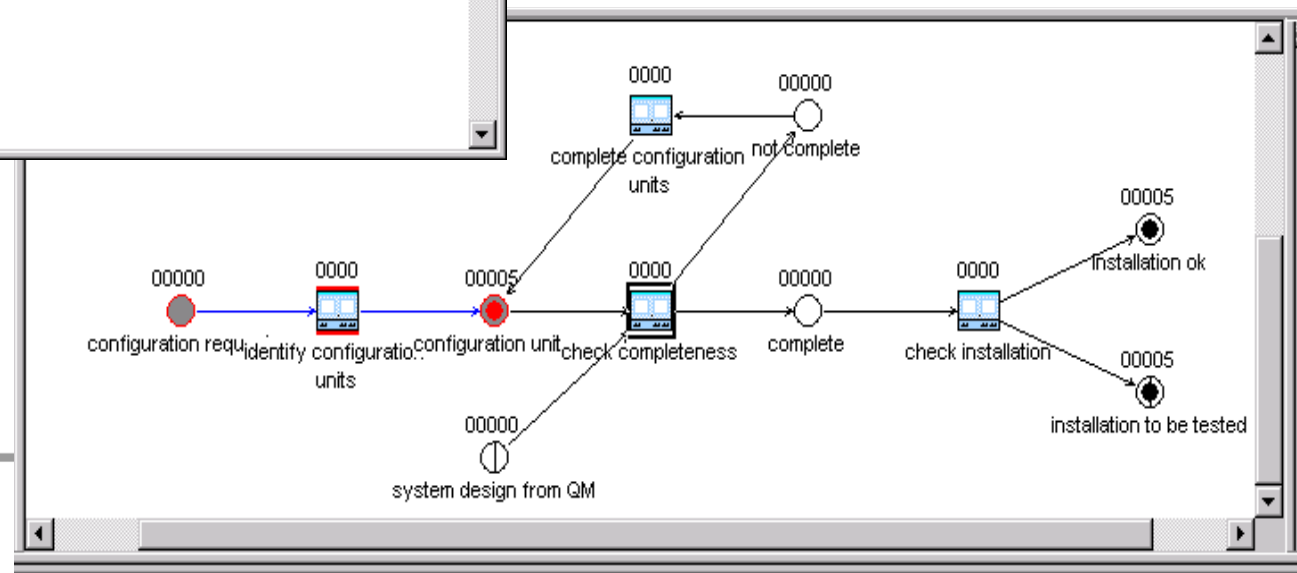 0000
00000
complete configuration
units
not complete
00005
Installation ok
00000
configuration requ...
0000
identify configuratio...
units
00005
configuration unit
0000
check completeness
00000
complete
0000
check installation
00005
installation to be tested
00000
system design from QM